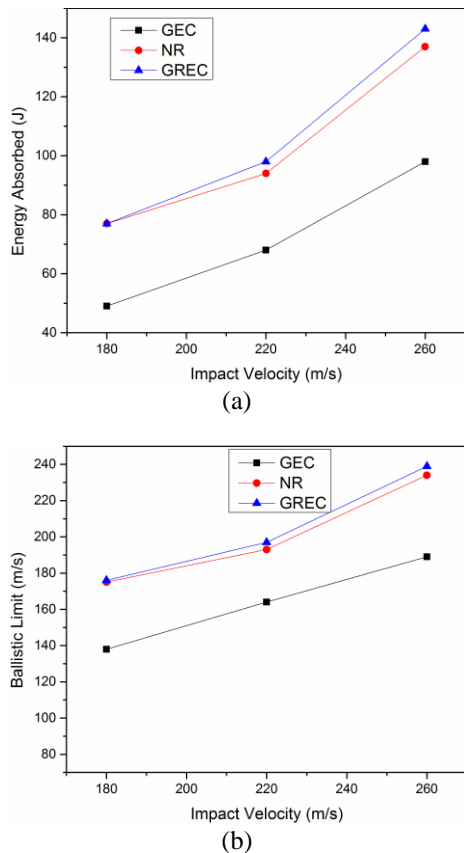 GEC
NR
GREC
140
120
100
80
60
40
Energy Absorbed (J)
180 200 220 240 260
Impact Velocity (m/s)
(a)
GEC
NR
GREC
240
220
200
180
160
140
120
100
80
Ballistic Limit (m/s)
180 200 220 240 260
Impact Velocity (m/s)
(b)